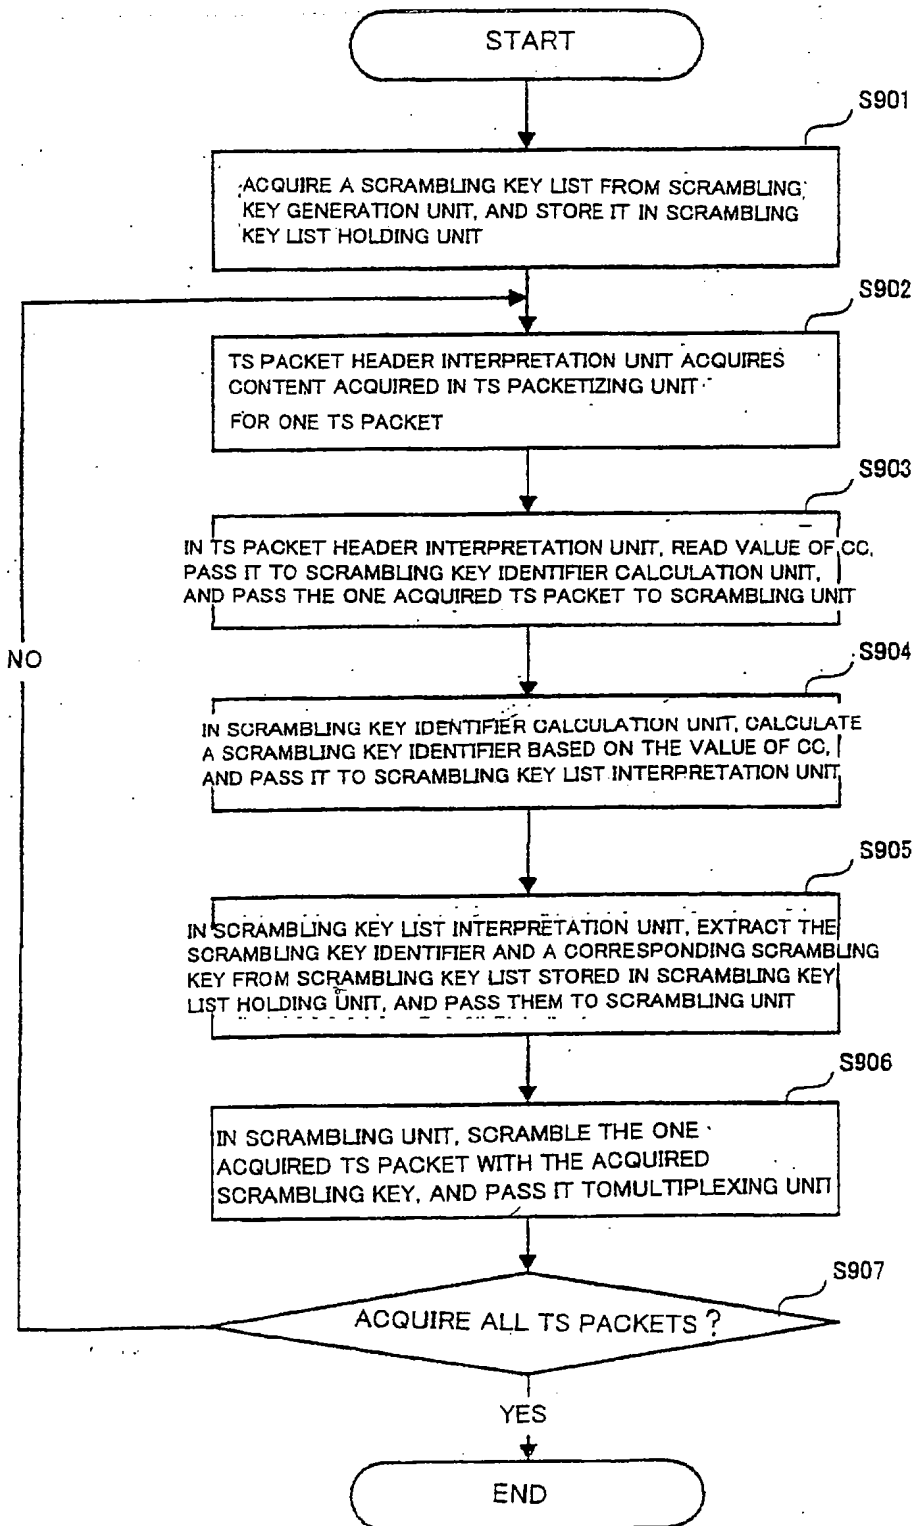 START
S901
ACQUIRE A SCRAMBLING KEY LIST FROM SCRAMBLING
KEY GENERATION UNIT, AND STORE IT IN SCRAMBLING
KEY LIST HOLDING UNIT
S902
TS PACKET HEADER INTERPRETATION UNIT ACQUIRES
CONTENT ACQUIRED IN TS PACKETIZING UNIT
FOR ONE TS PACKET
S903
IN TS PACKET HEADER INTERPRETATION UNIT, READ VALUE OF CC,
PASS IT TO SCRAMBLING KEY IDENTIFIER CALCULATION UNIT,
AND PASS THE ONE ACQUIRED TS PACKET TO SCRAMBLING UNIT
NO
S904
IN SCRAMBLING KEY IDENTIFIER CALCULATION UNIT, CALCULATE
A SCRAMBLING KEY IDENTIFIER BASED ON THE VALUE OF CC,
AND PASS IT TO SCRAMBLING KEY LIST INTERPRETATION UNIT
S905
IN SCRAMBLING KEY LIST INTERPRETATION UNIT, EXTRACT THE
SCRAMBLING KEY IDENTIFIER AND A CORRESPONDING SCRAMBLING
KEY FROM SCRAMBLING KEY LIST STORED IN SCRAMBLING KEY
LIST HOLDING UNIT, AND PASS THEM TO SCRAMBLING UNIT
S906
IN SCRAMBLING UNIT, SCRAMBLE THE ONE
ACQUIRED TS PACKET WITH THE ACQUIRED
SCRAMBLING KEY, AND PASS IT TOMULTIPLEXING UNIT
S907
ACQUIRE ALL TS PACKETS ?
YES
END